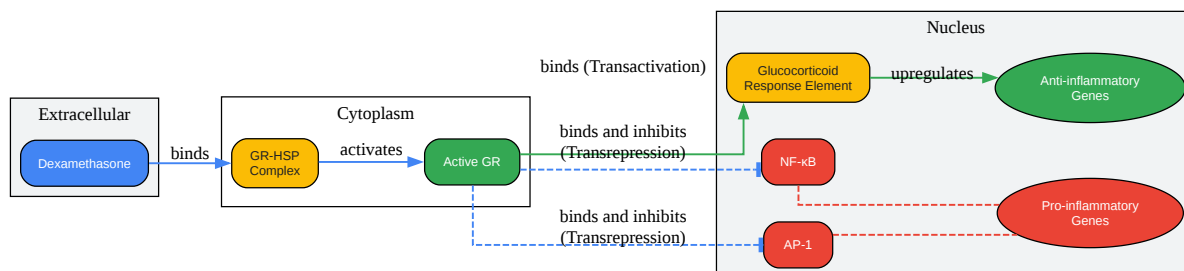 Nucleus
binds (Transactivation)
Glucocorticoid
Response Element
upregulates
Anti-inflammatory
Genes
Extracellular
Cytoplasm
Dexamethasone
binds
GR-HSP
Complex
activates
Active GR
binds and inhibits
(Transrepression)
NF-κB
binds and inhibits
(Transrepression)
AP-1
Pro-inflammatory
Genes